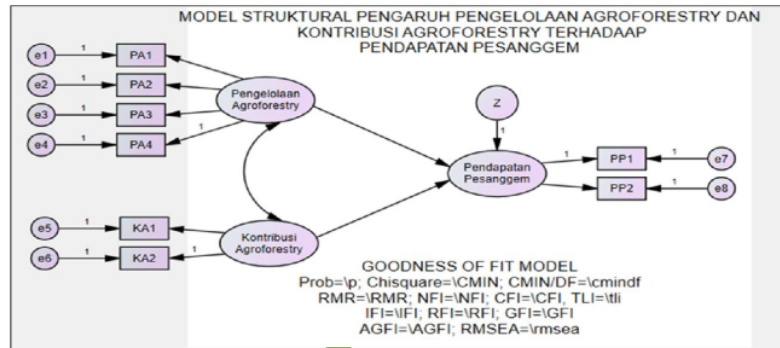 MODEL STRUKTURAL PENGARUH PENGELOLAAN AGROFORESTRY DAN
KONTRIBUSI AGROFORESTRY TERHADAAP
PENDAPATAN PESANGGEM
e1
1
PA1
e2
1
PA2
e3
1
PA3
e4
1
PA4
1
Pengelolaan
Agroforestry
Z
1
Pendapatan
Pesanggem
1
PP1
1
e7
PP2
1
e8
e5
1
KA1
e6
1
KA2
1
Kontribusi
Agroforestry
GOODNESS OF FIT MODEL
Prob=\p; Chisquare=\CMIN; CMIN/DF=\cmindf
RMR=\RMR; NFI=\NFI; CFI=\CFI, TLI=\tli
IFI=\IFI; RFI=\RFI; GFI=\GFI
AGFI=\AGFI; RMSEA=\rmsea